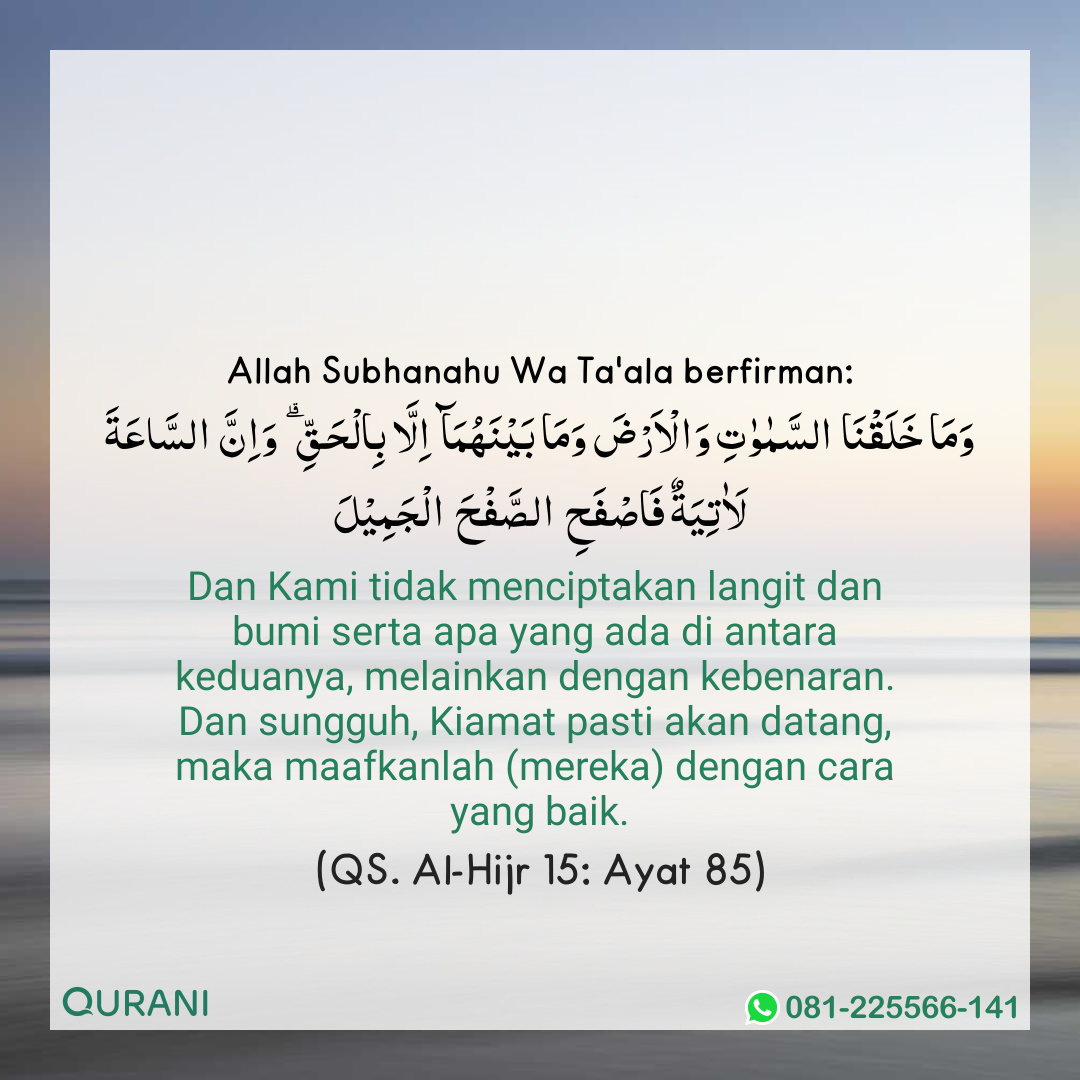 Allah Subhanahu Wa Ta'ala berfirman:
وَمَا خَلَقْنَا السَّمٰوٰتِ وَالْاَرْضَ وَمَا بَيْنَهُمَآ اِلَّا بِالْحَقِّۗ وَاِنَّ السَّاعَةَ
لَاٰتِيَةٌ فَاصْفَحِ الصَّفْحَ الْجَمِيْلَ
Dan Kami tidak menciptakan langit dan
bumi serta apa yang ada di antara
keduanya, melainkan dengan kebenaran.
Dan sungguh, Kiamat pasti akan datang,
maka maafkanlah (mereka) dengan cara
yang baik.
(QS. Al-Hijr 15: Ayat 85)
QURANI
081-225566-141